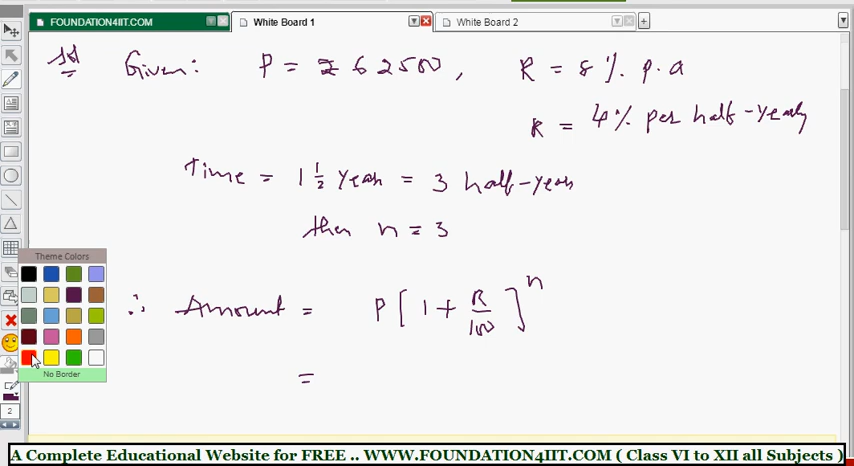 FOUNDATION4IIT.COM
White Board 1
White Board 2
Given: P = ₹ 62500, R = 8 %. p.a
R = 4% per half-yearly
Time = 1 1/2 years = 3 half-years
then n = 3
Theme Colors
∴ Amount = P [ 1 + R/100 ]^n
=
No Border
2
A Complete Educational Website for FREE .. WWW.FOUNDATION4IIT.COM ( Class VI to XII all Subjects )